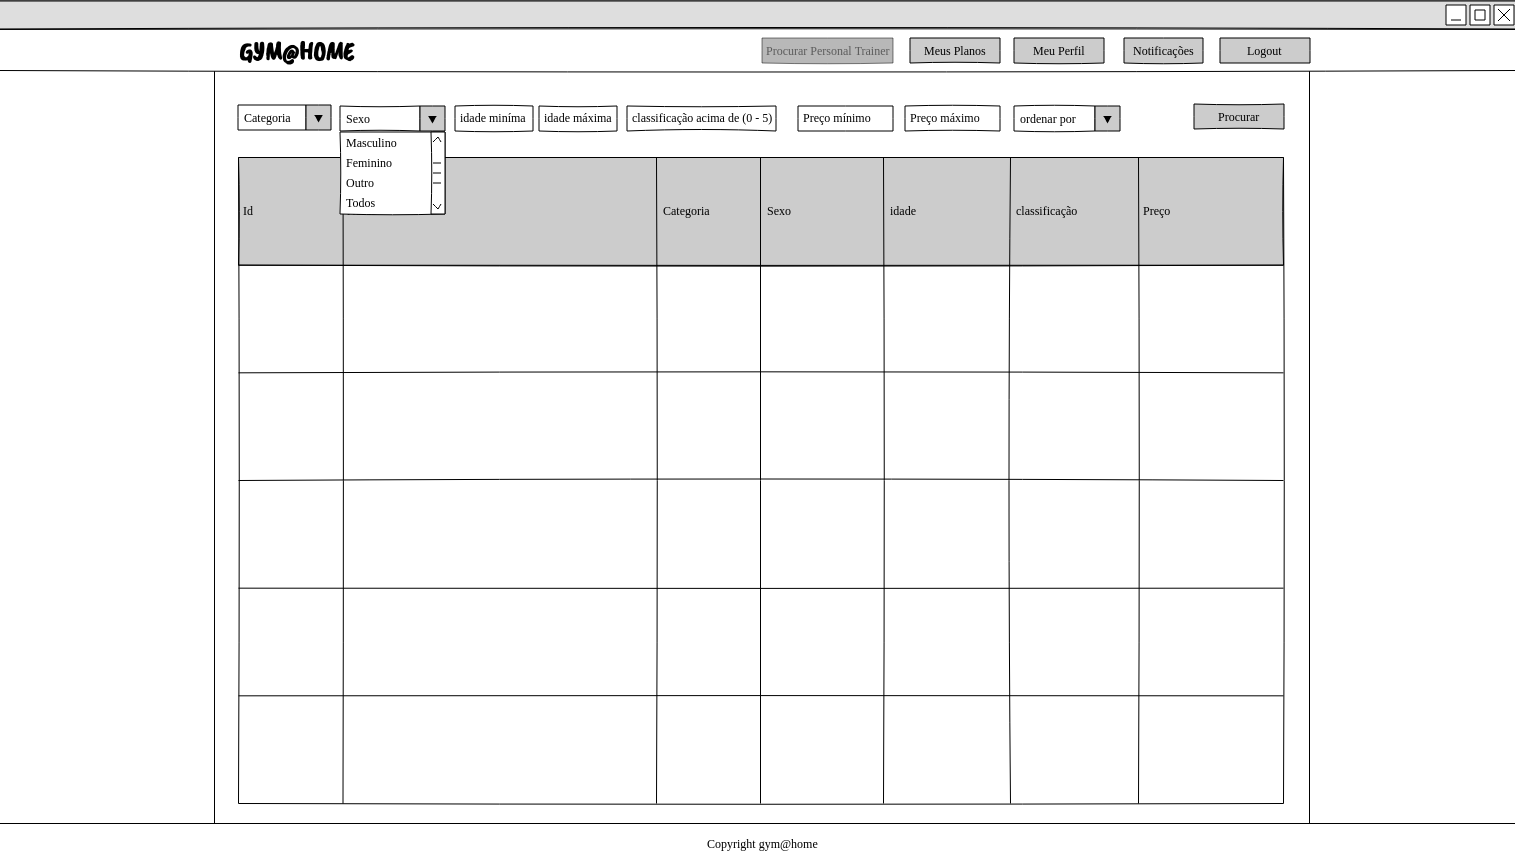 GYM@HOME
Procurar Personal Trainer
Meus Planos
Meu Perfil
Notificações
Logout
Categoria
Sexo
idade miníma
idade máxima
classificação acima de (0 - 5)
Preço mínimo
Preço máximo
ordenar por
Procurar
Masculino
Feminino
Outro
Todos
Id
Categoria
Sexo
idade
classificação
Preço
Copyright gym@home